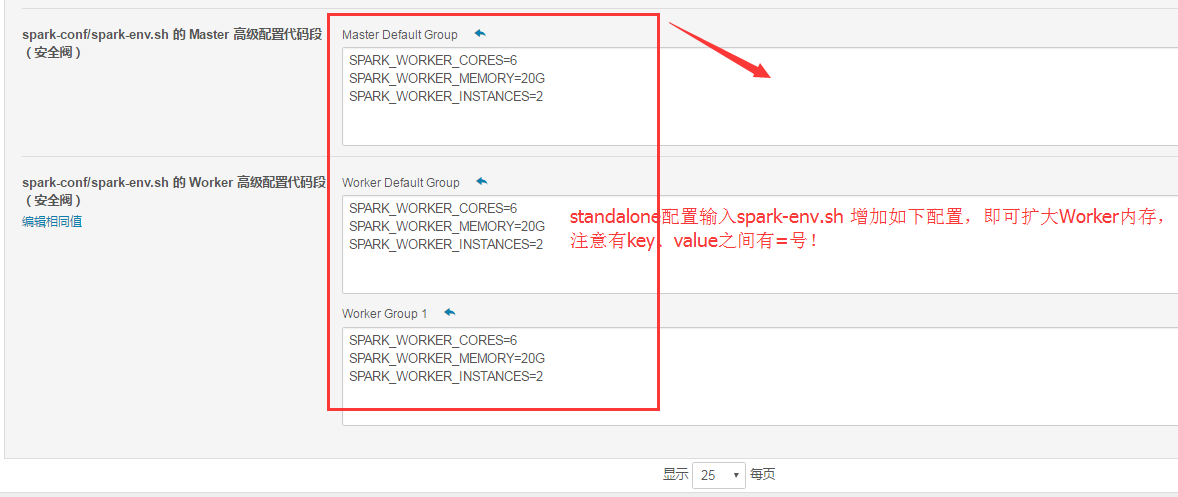 spark-conf/spark-env.sh 的 Master 高级配置代码段
（安全阀）
Master Default Group
SPARK_WORKER_CORES=6
SPARK_WORKER_MEMORY=20G
SPARK_WORKER_INSTANCES=2
spark-conf/spark-env.sh 的 Worker 高级配置代码段
（安全阀）
编辑相同值
Worker Default Group
SPARK_WORKER_CORES=6
SPARK_WORKER_MEMORY=20G
SPARK_WORKER_INSTANCES=2
standalone配置输入spark-env.sh 增加如下配置，即可扩大Worker内存，
注意有key、value之间有=号！
Worker Group 1
SPARK_WORKER_CORES=6
SPARK_WORKER_MEMORY=20G
SPARK_WORKER_INSTANCES=2
显示 25 每页